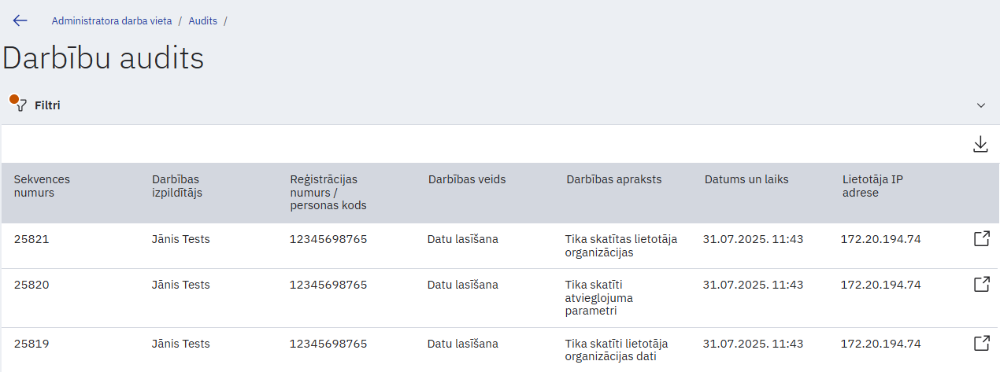 Administratora darba vieta / Audits /
Darbību audits
Filtri
Sekvences numurs
Darbības izpildītājs
Reģistrācijas numurs / personas kods
Darbības veids
Darbības apraksts
Datums un laiks
Lietotāja IP adrese
25821 Jānis Tests 12345698765 Datu lasīšana Tika skatītas lietotāja 31.07.2025. 11:43 172.20.194.74
organizācijas
25820 Jānis Tests 12345698765 Datu lasīšana Tika skatīti 31.07.2025. 11:43 172.20.194.74
atvieglojuma
parametri
25819 Jānis Tests 12345698765 Datu lasīšana Tika skatīti lietotāja 31.07.2025. 11:43 172.20.194.74
organizācijas dati